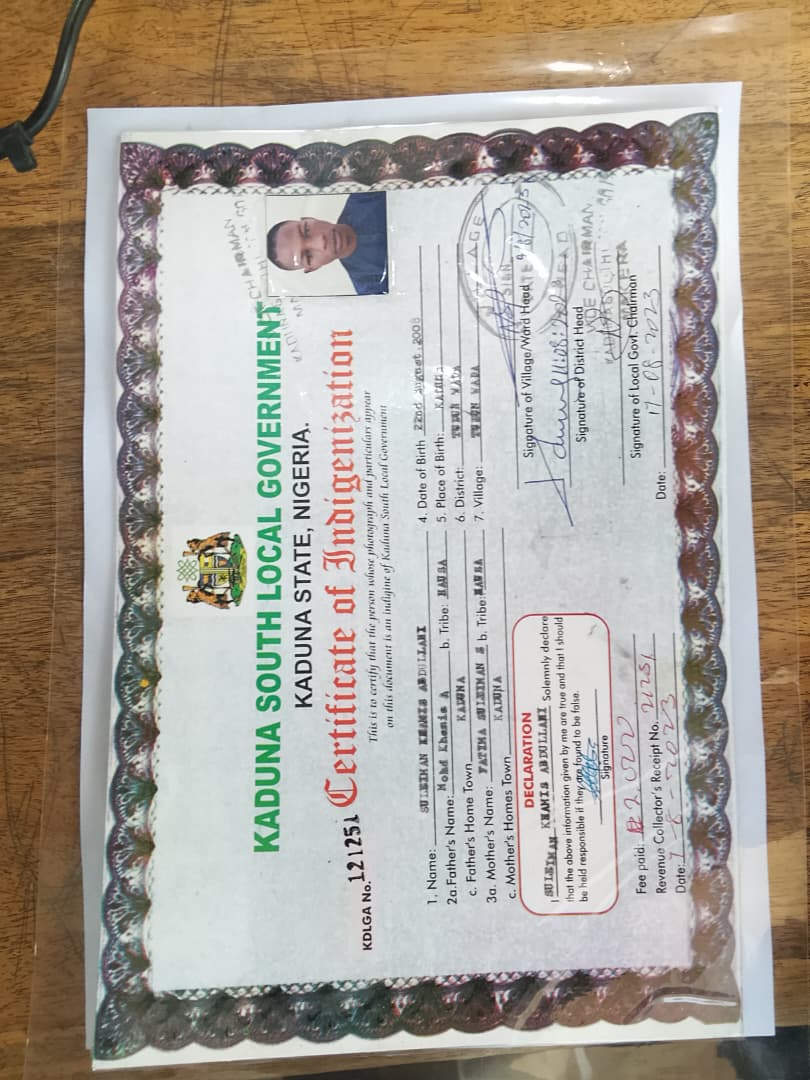 KADUNA SOUTH LOCAL GOVERNMENT
KADUNA STATE, NIGERIA.
KDLGA No. 121251 Certificate of Indigenization
This is to certify that the person whose photograph and particulars appear
on this document is an indigine of Kaduna South Local Government
1. Name: SULEIMAN KHAMIS ABDULLAHI
2a. Father's Name: Mohd Khamis A b. Tribe: HAUSA
c. Father's Home Town KADUNA
3a. Mother's Name: FATIMA SULEIMAN S b. Tribe: HAUSA
c. Mother's Homes Town KADUNA
4. Date of Birth 22nd august, 2008
5. Place of Birth: KADUNA
6. District: TUDUN WADA
7. Village: TUDUN WADA
DECLARATION
I SULEIMAN KHAMIS ABDULLAHI Solemnly declare
that the above information given by me are true and that I should
be held responsible if they are found to be false.
Signature
Fee paid: ₦2,000
Revenue Collector's Receipt No.
Date:
Signature of Village/Ward Head
Signature of District Head
VICE CHAIRMAN
MAKERA
Signature of Local Govt. Chairman
Date: 17-08-2023